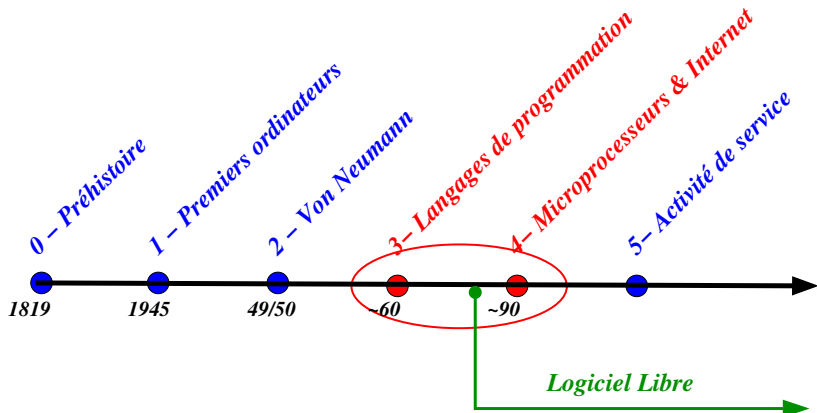 0 – Préhistoire
1 – Premiers ordinateurs
2 – Von Neumann
3– Langages de programmation
4– Microprocesseurs & Internet
5– Activité de service
1819
1945
49/50
~60
~90
Logiciel Libre